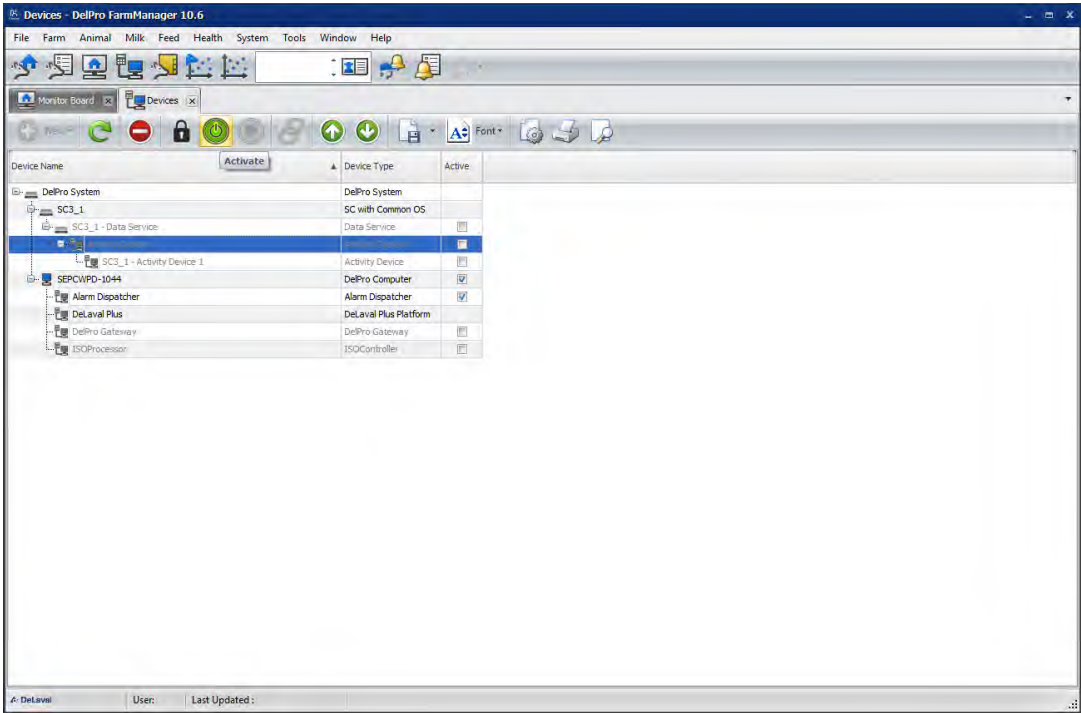 Devices - DelPro FarmManager 10.6
File Farm Animal Milk Feed Health System Tools Window Help
Monitor Board Devices
New Font
Activate
Device Name Device Type Active
DelPro System DelPro System
SC3_1 SC with Common OS
SC3_1 - Data Service Data Service
SC3_1 - Activity Device 1 Activity Device
SEPCWPD-1044 DelPro Computer
Alarm Dispatcher Alarm Dispatcher
DeLaval Plus DeLaval Plus Platform
DelPro Gateway DelPro Gateway
ISOProcessor ISOController
DeLaval User: Last Updated :